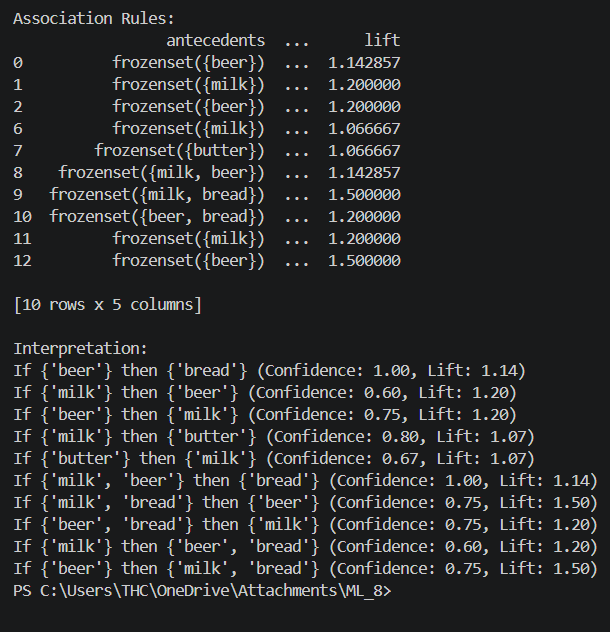 Association Rules:
antecedents ... lift
0 frozenset({beer}) ... 1.142857
1 frozenset({milk}) ... 1.200000
2 frozenset({beer}) ... 1.200000
6 frozenset({milk}) ... 1.066667
7 frozenset({butter}) ... 1.066667
8 frozenset({milk, beer}) ... 1.142857
9 frozenset({milk, bread}) ... 1.500000
10 frozenset({beer, bread}) ... 1.200000
11 frozenset({milk}) ... 1.200000
12 frozenset({beer}) ... 1.500000
[10 rows x 5 columns]
Interpretation:
If {'beer'} then {'bread'} (Confidence: 1.00, Lift: 1.14)
If {'milk'} then {'beer'} (Confidence: 0.60, Lift: 1.20)
If {'beer'} then {'milk'} (Confidence: 0.75, Lift: 1.20)
If {'milk'} then {'butter'} (Confidence: 0.80, Lift: 1.07)
If {'butter'} then {'milk'} (Confidence: 0.67, Lift: 1.07)
If {'milk', 'beer'} then {'bread'} (Confidence: 1.00, Lift: 1.14)
If {'milk', 'bread'} then {'beer'} (Confidence: 0.75, Lift: 1.50)
If {'beer', 'bread'} then {'milk'} (Confidence: 0.75, Lift: 1.20)
If {'milk'} then {'beer', 'bread'} (Confidence: 0.60, Lift: 1.20)
If {'beer'} then {'milk', 'bread'} (Confidence: 0.75, Lift: 1.50)
PS C:\Users\THC\OneDrive\Attachments\ML_8>